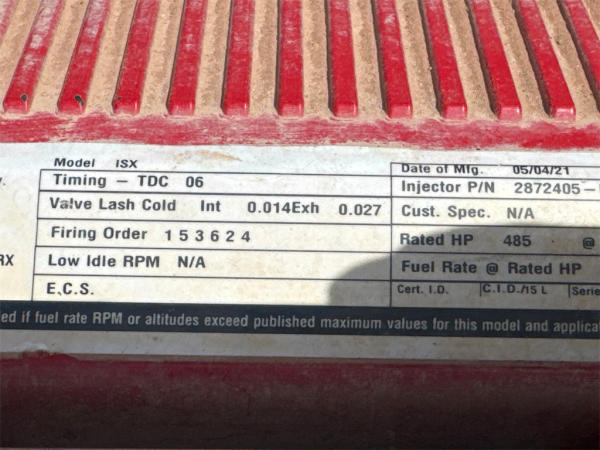 Model ISX
Date of Mfg. 05/04/21
Timing – TDC 06
Injector P/N 2872405–
Valve Lash Cold Int 0.014Exh 0.027
Cust. Spec. N/A
Firing Order 1 5 3 6 2 4
Rated HP 485 @
RX
Low Idle RPM N/A
Fuel Rate @ Rated HP
E.C.S.
Cert. I.D. C.I.D./15 L Serie
ed if fuel rate RPM or altitudes exceed published maximum values for this model and applica